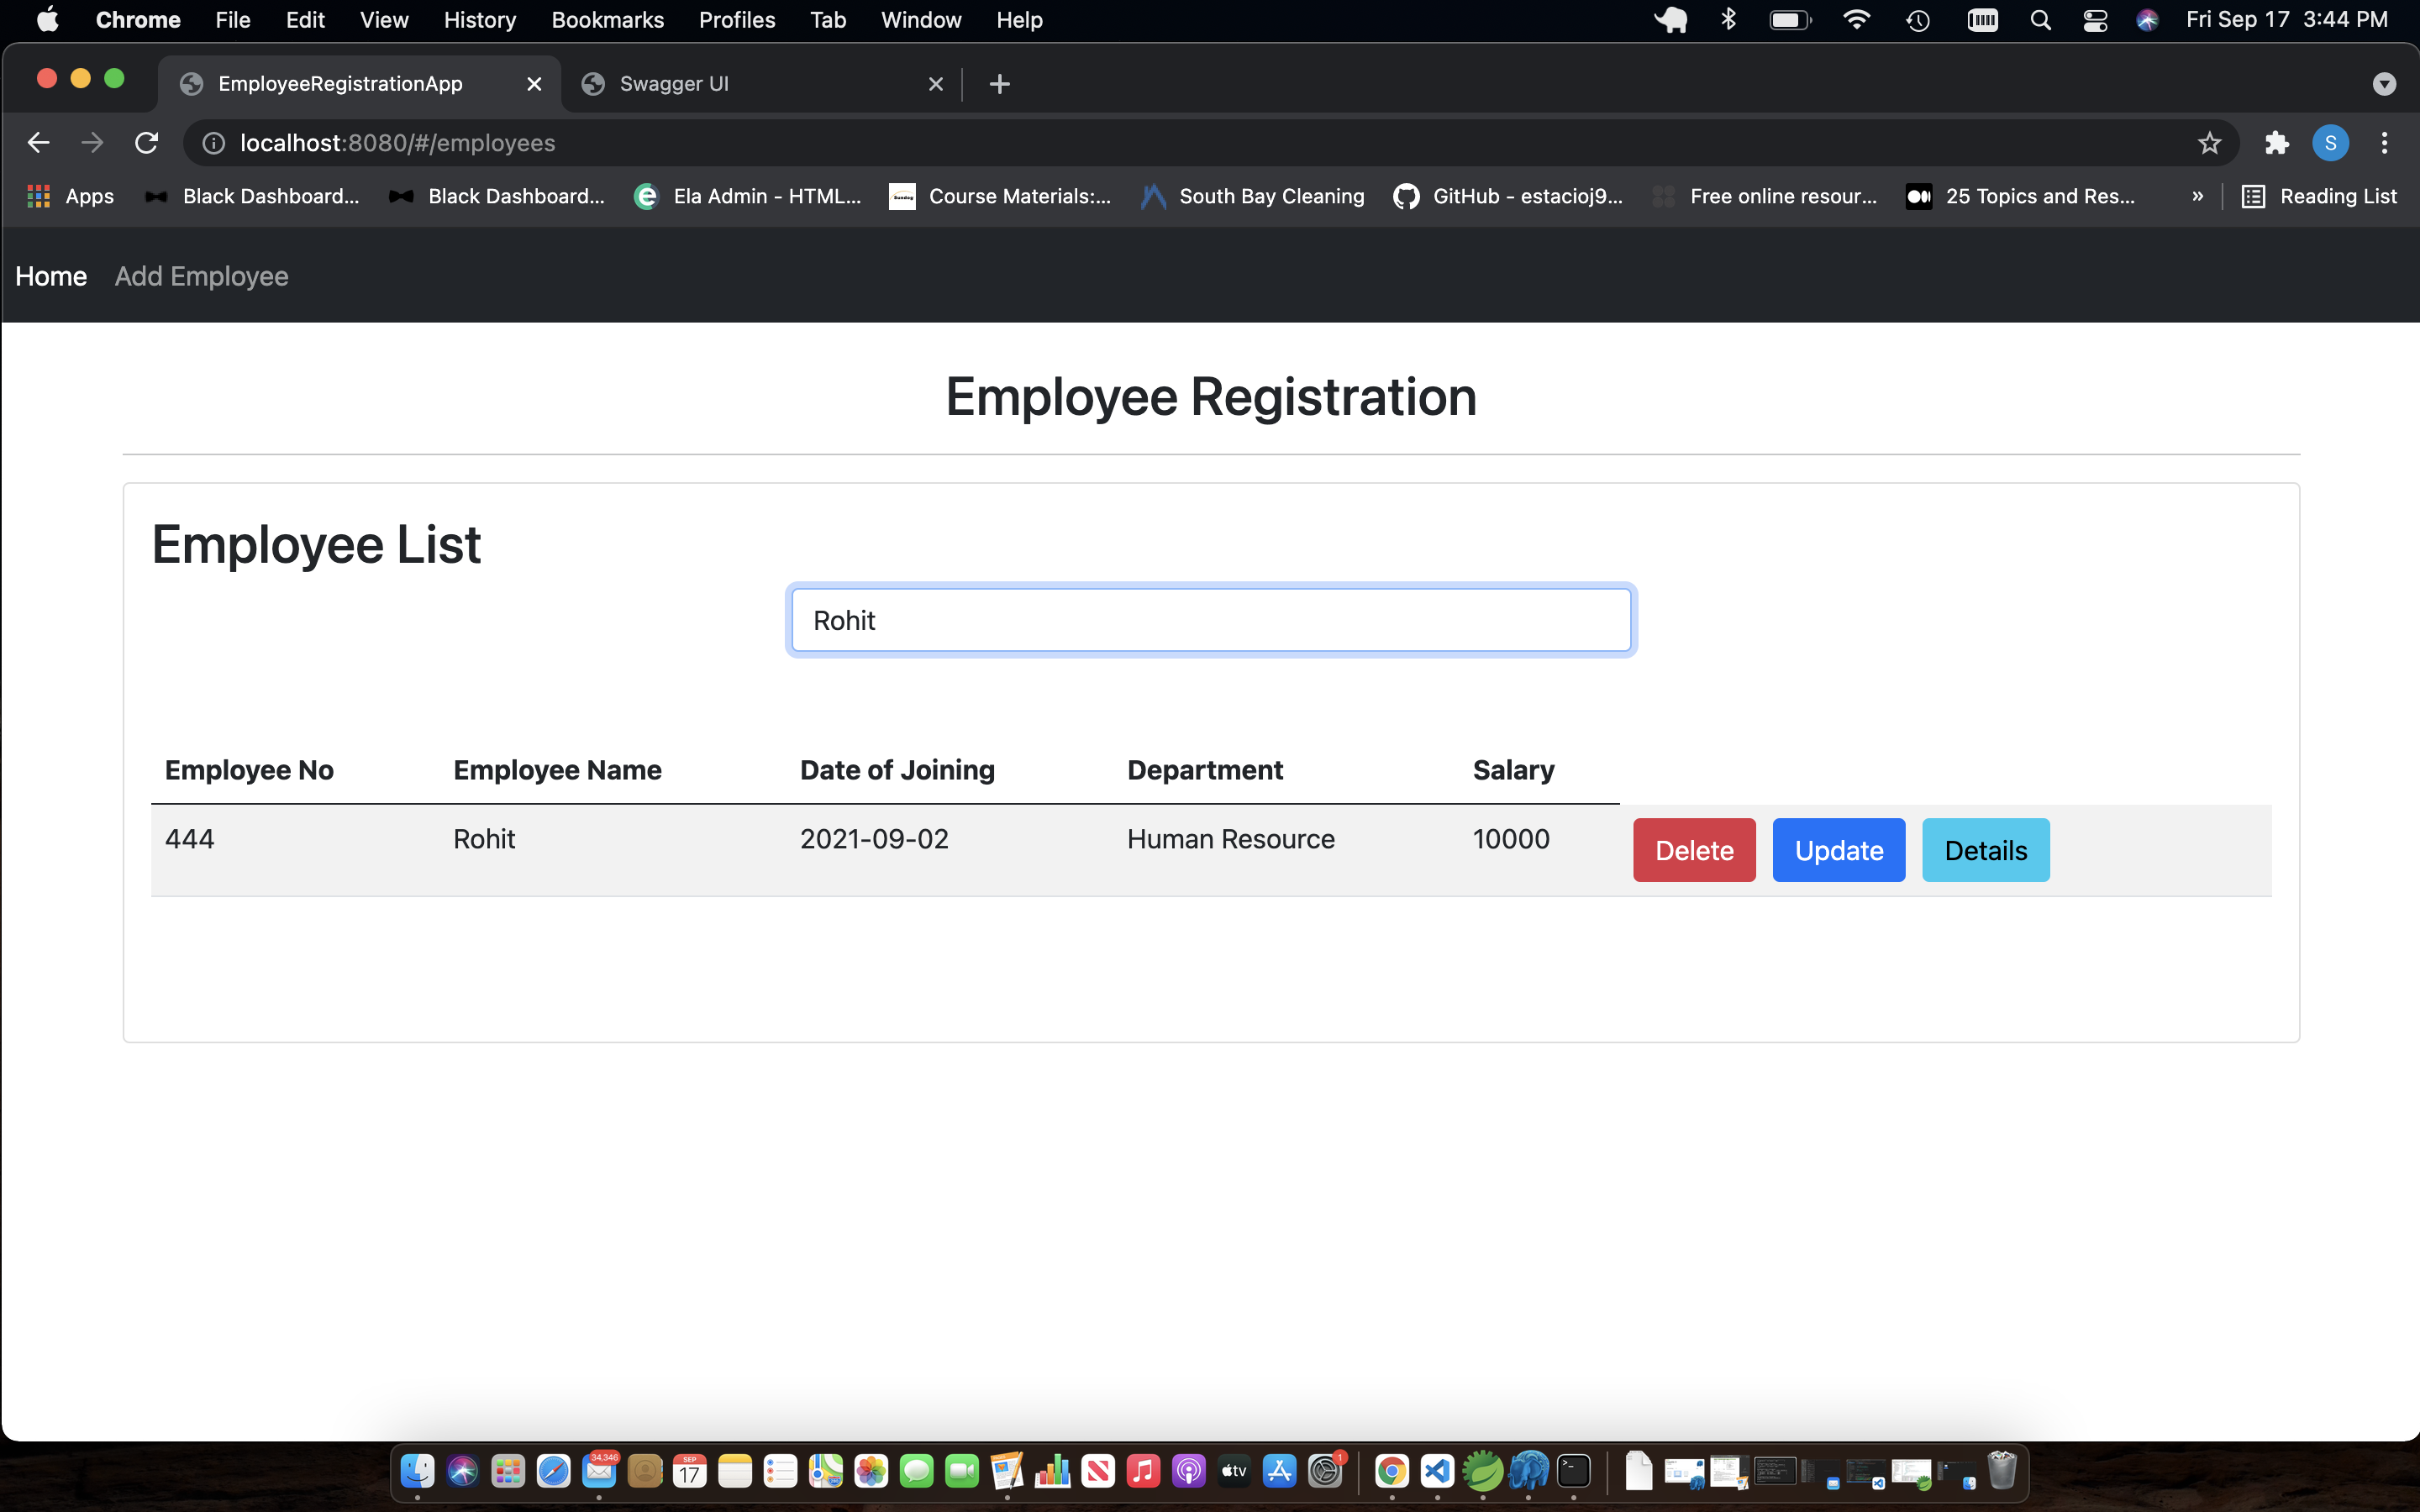 Chrome File Edit View History Bookmarks Profiles Tab Window Help Fri Sep 17 3:44 PM
EmployeeRegistrationApp Swagger UI
localhost:8080/#/employees S
Apps Black Dashboard... Black Dashboard... Ela Admin - HTML... Course Materials:... South Bay Cleaning GitHub - estacioj9... Free online resour... 25 Topics and Res... » Reading List
Home Add Employee
Employee Registration
Employee List
Rohit
Employee No Employee Name Date of Joining Department Salary
444 Rohit 2021-09-02 Human Resource 10000 Delete Update Details
34,346 SEP 17 tv 1